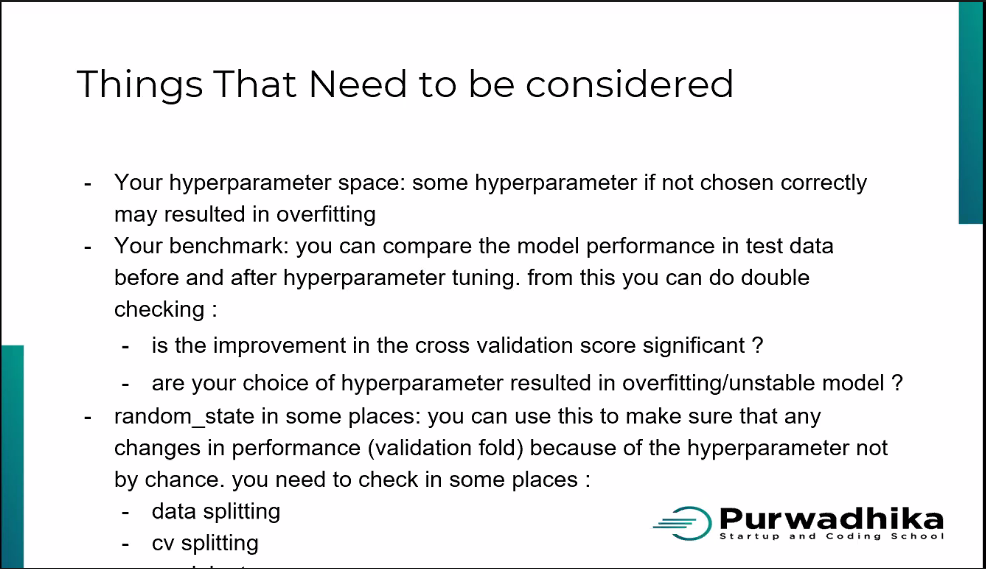 Things That Need to be considered
- Your hyperparameter space: some hyperparameter if not chosen correctly
may resulted in overfitting
- Your benchmark: you can compare the model performance in test data
before and after hyperparameter tuning. from this you can do double
checking :
- is the improvement in the cross validation score significant ?
- are your choice of hyperparameter resulted in overfitting/unstable model ?
- random_state in some places: you can use this to make sure that any
changes in performance (validation fold) because of the hyperparameter not
by chance. you need to check in some places :
- data splitting
- cv splitting
Purwadhika
Startup and Coding School